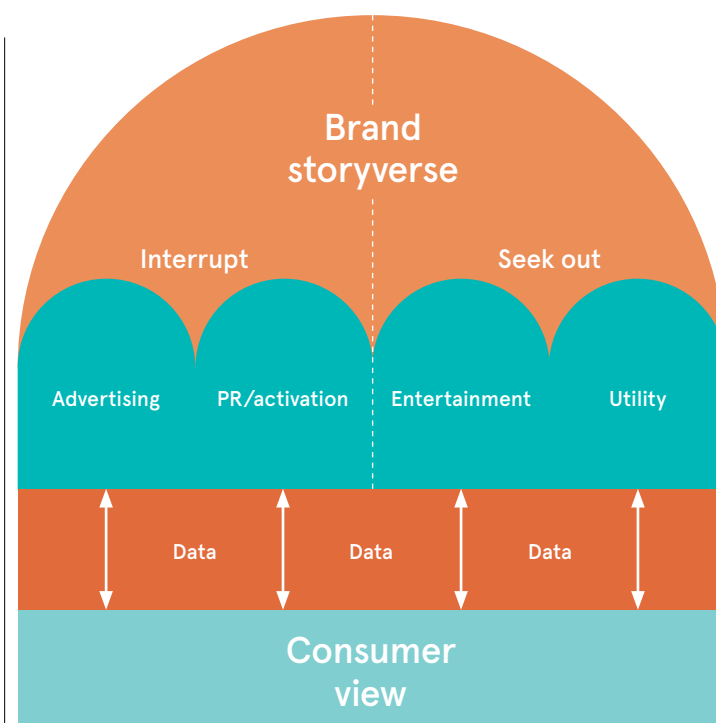 Brand
storyverse
Interrupt
Seek out
Advertising
PR/activation
Entertainment
Utility
Data
Data
Data
Consumer
view